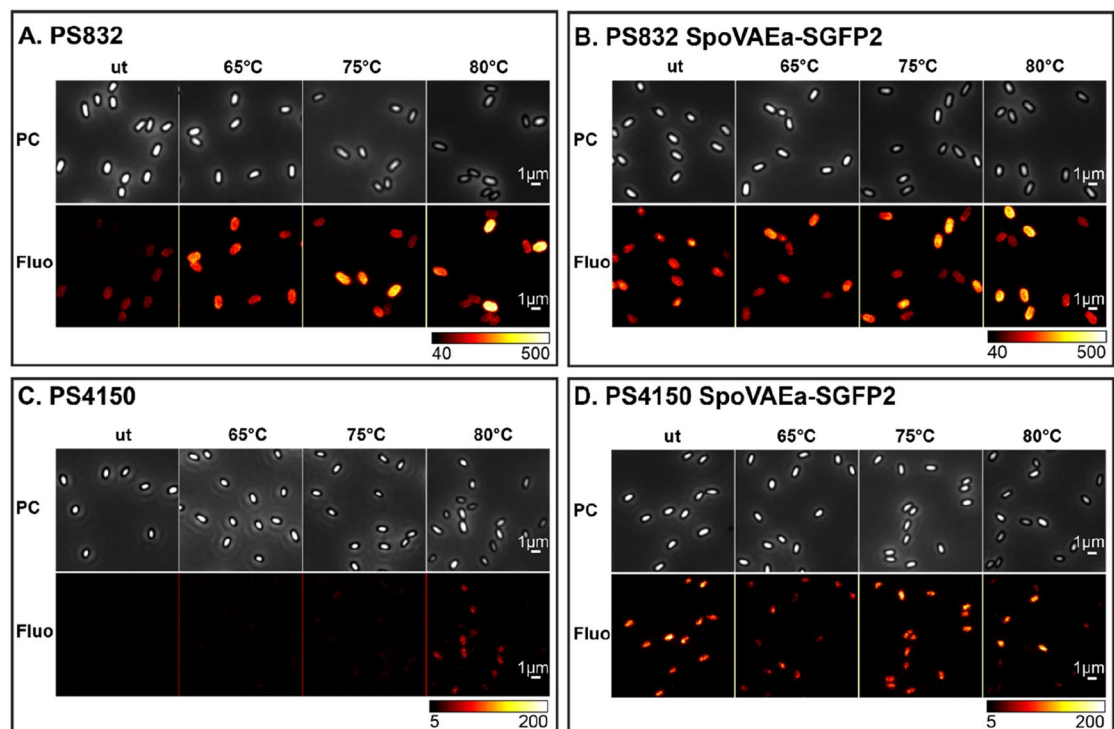 A. PS832
ut 65°C 75°C 80°C
PC
1µm
Fluo
1µm
40 500
B. PS832 SpoVAEa-SGFP2
ut 65°C 75°C 80°C
PC
1µm
Fluo
1µm
40 500
C. PS4150
ut 65°C 75°C 80°C
PC
1µm
Fluo
1µm
5 200
D. PS4150 SpoVAEa-SGFP2
ut 65°C 75°C 80°C
PC
1µm
Fluo
1µm
5 200